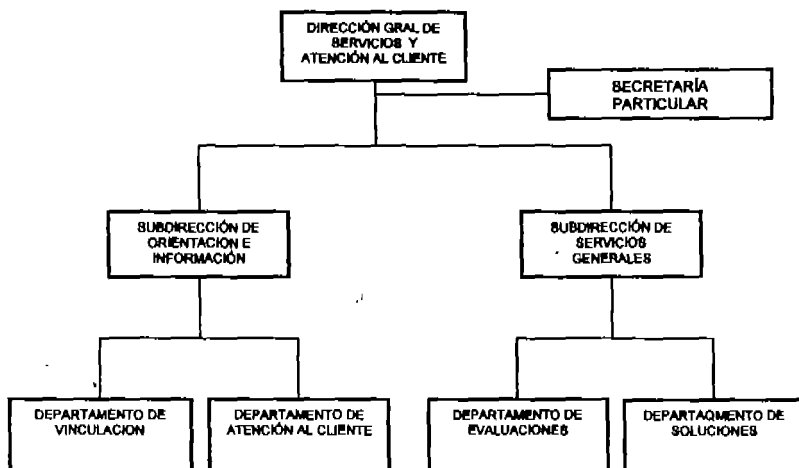 DIRECCIÓN GRAL DE
SERVICIOS Y
ATENCIÓN AL CLIENTE
SECRETARÍA
PARTICULAR
SUBDIRECCIÓN DE
ORIENTACION E
INFORMACIÓN
SUBDIRECCIÓN DE
SERVICIOS
GENERALES
DEPARTAMENTO DE
VINCULACION
DEPARTAMENTO DE
ATENCIÓN AL CLIENTE
DEPARTAMENTO DE
EVALUACIONES
DEPARTAQMENTO DE
SOLUCIONES